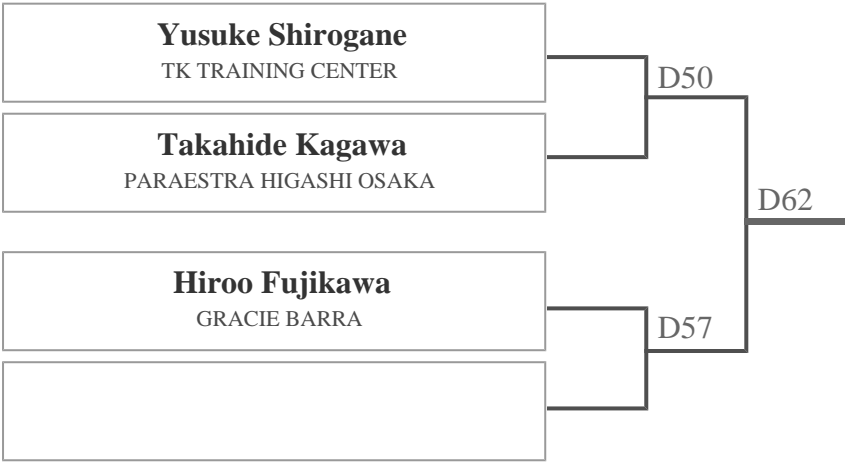 Yusuke Shirogane
TK TRAINING CENTER
D50
Takahide Kagawa
PARAESTRA HIGASHI OSAKA
D62
Hiroo Fujikawa
GRACIE BARRA
D57